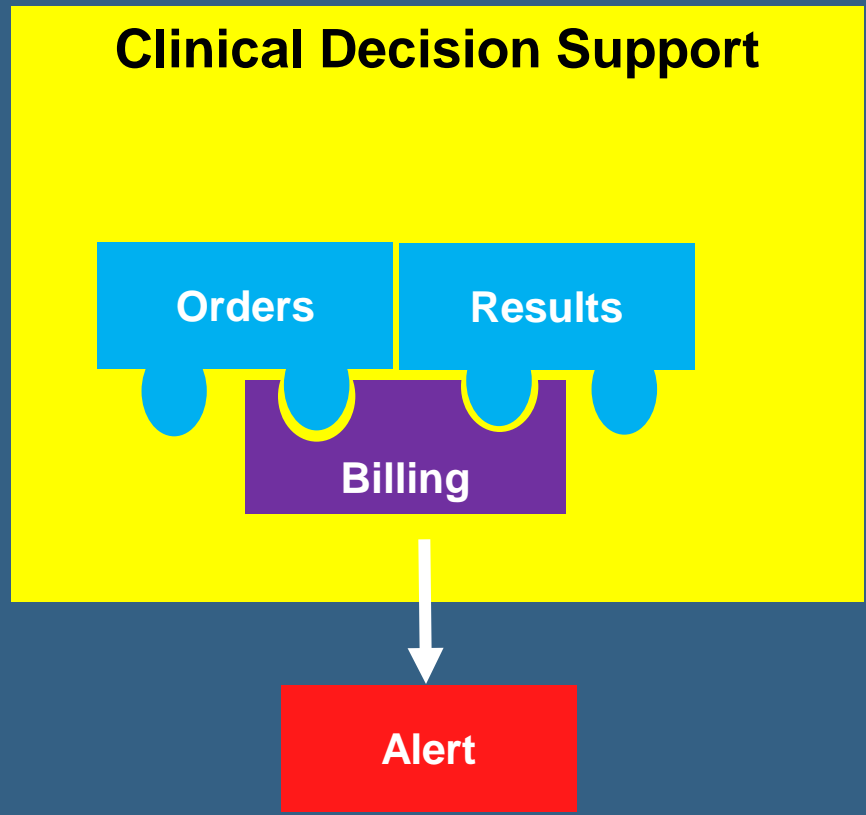 Clinical Decision Support
Orders
Results
Billing
Alert